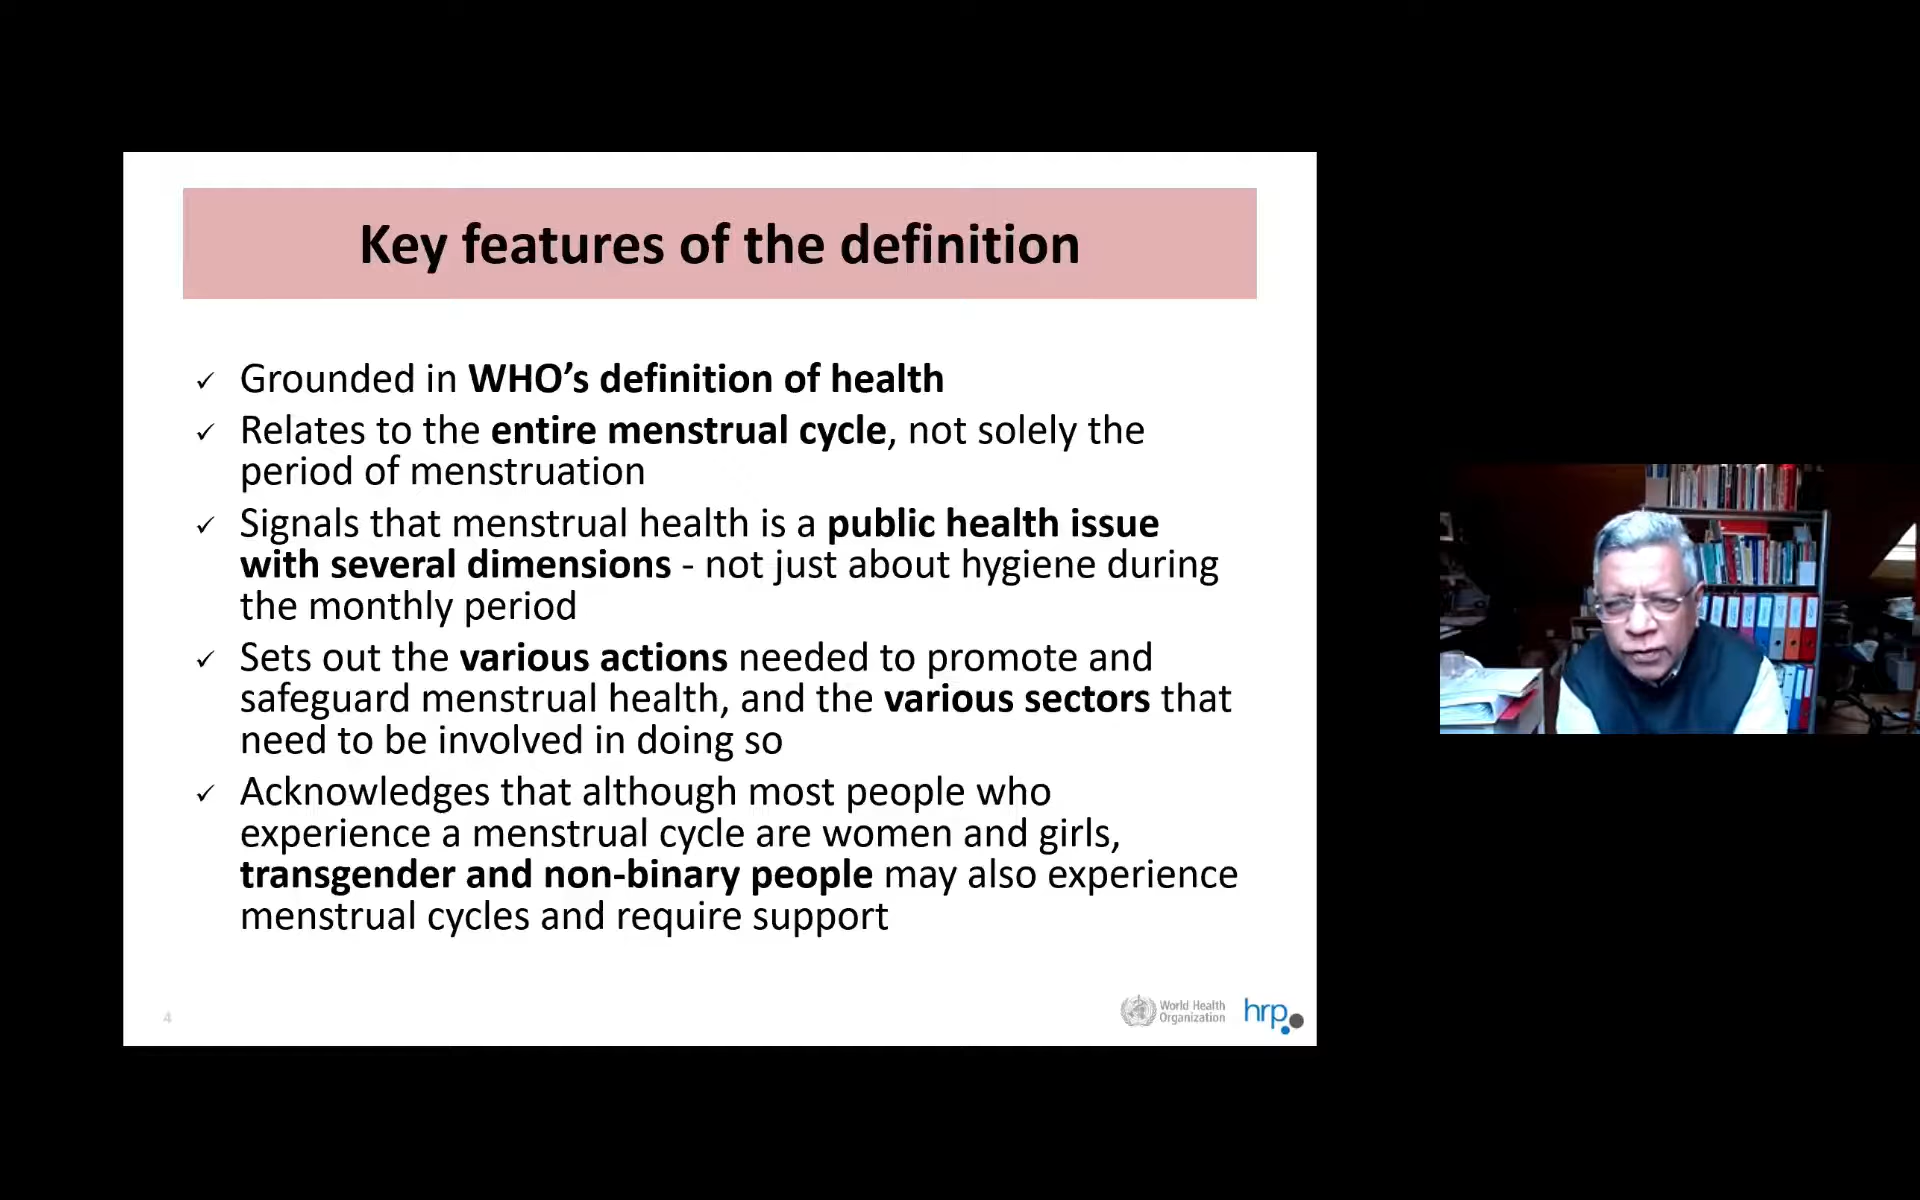 Key features of the definition
✓ Grounded in WHO’s definition of health
✓ Relates to the entire menstrual cycle, not solely the
period of menstruation
✓ Signals that menstrual health is a public health issue
with several dimensions - not just about hygiene during
the monthly period
✓ Sets out the various actions needed to promote and
safeguard menstrual health, and the various sectors that
need to be involved in doing so
✓ Acknowledges that although most people who
experience a menstrual cycle are women and girls,
transgender and non-binary people may also experience
menstrual cycles and require support
4
World Health
Organization
hrp